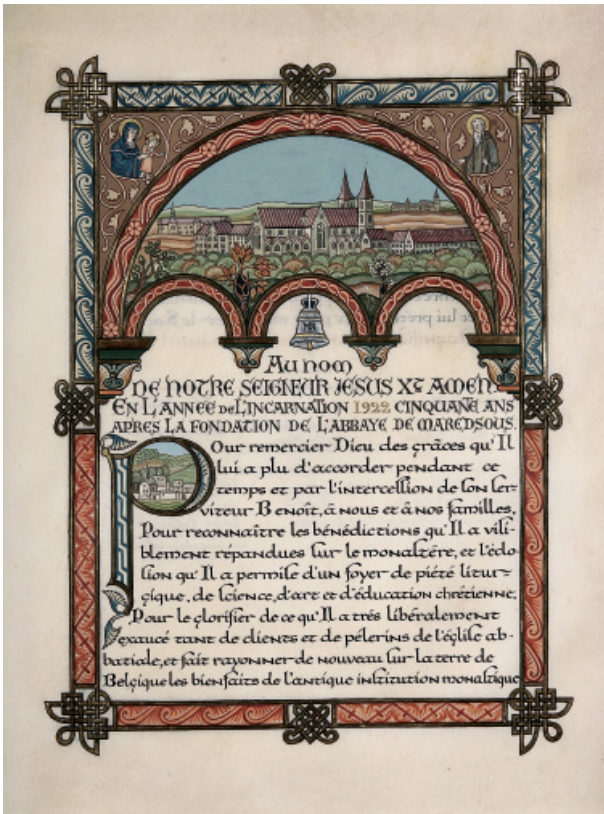 Au nom
DE NOTRE SEIGNEUR JESUS XT AMEN.
EN L'ANNEE DE L'INCARNATION 1922 CINQUANTE ANS
APRES LA FONDATION DE L'ABBAYE DE MAREDSOUS.
Pour remercier Dieu des grâces qu'Il
lui a plu d'accorder pendant ce
temps et par l'intercession de son ser-
viteur Benoît, à nous et à nos familles,
Pour reconnaître les bénédictions qu'Il a visi-
blement répandues sur le monastère, et l'éclo-
sion qu'Il a permise d'un foyer de piété litur-
gique, de science, d'art et d'éducation chrétienne,
Pour le glorifier de ce qu'Il a très libéralement
exaucé tant de clients et de pélerins de l'église ab-
batiale, et fait rayonner de nouveau sur la terre de
Belgique les bienfaits de l'antique institution monastique